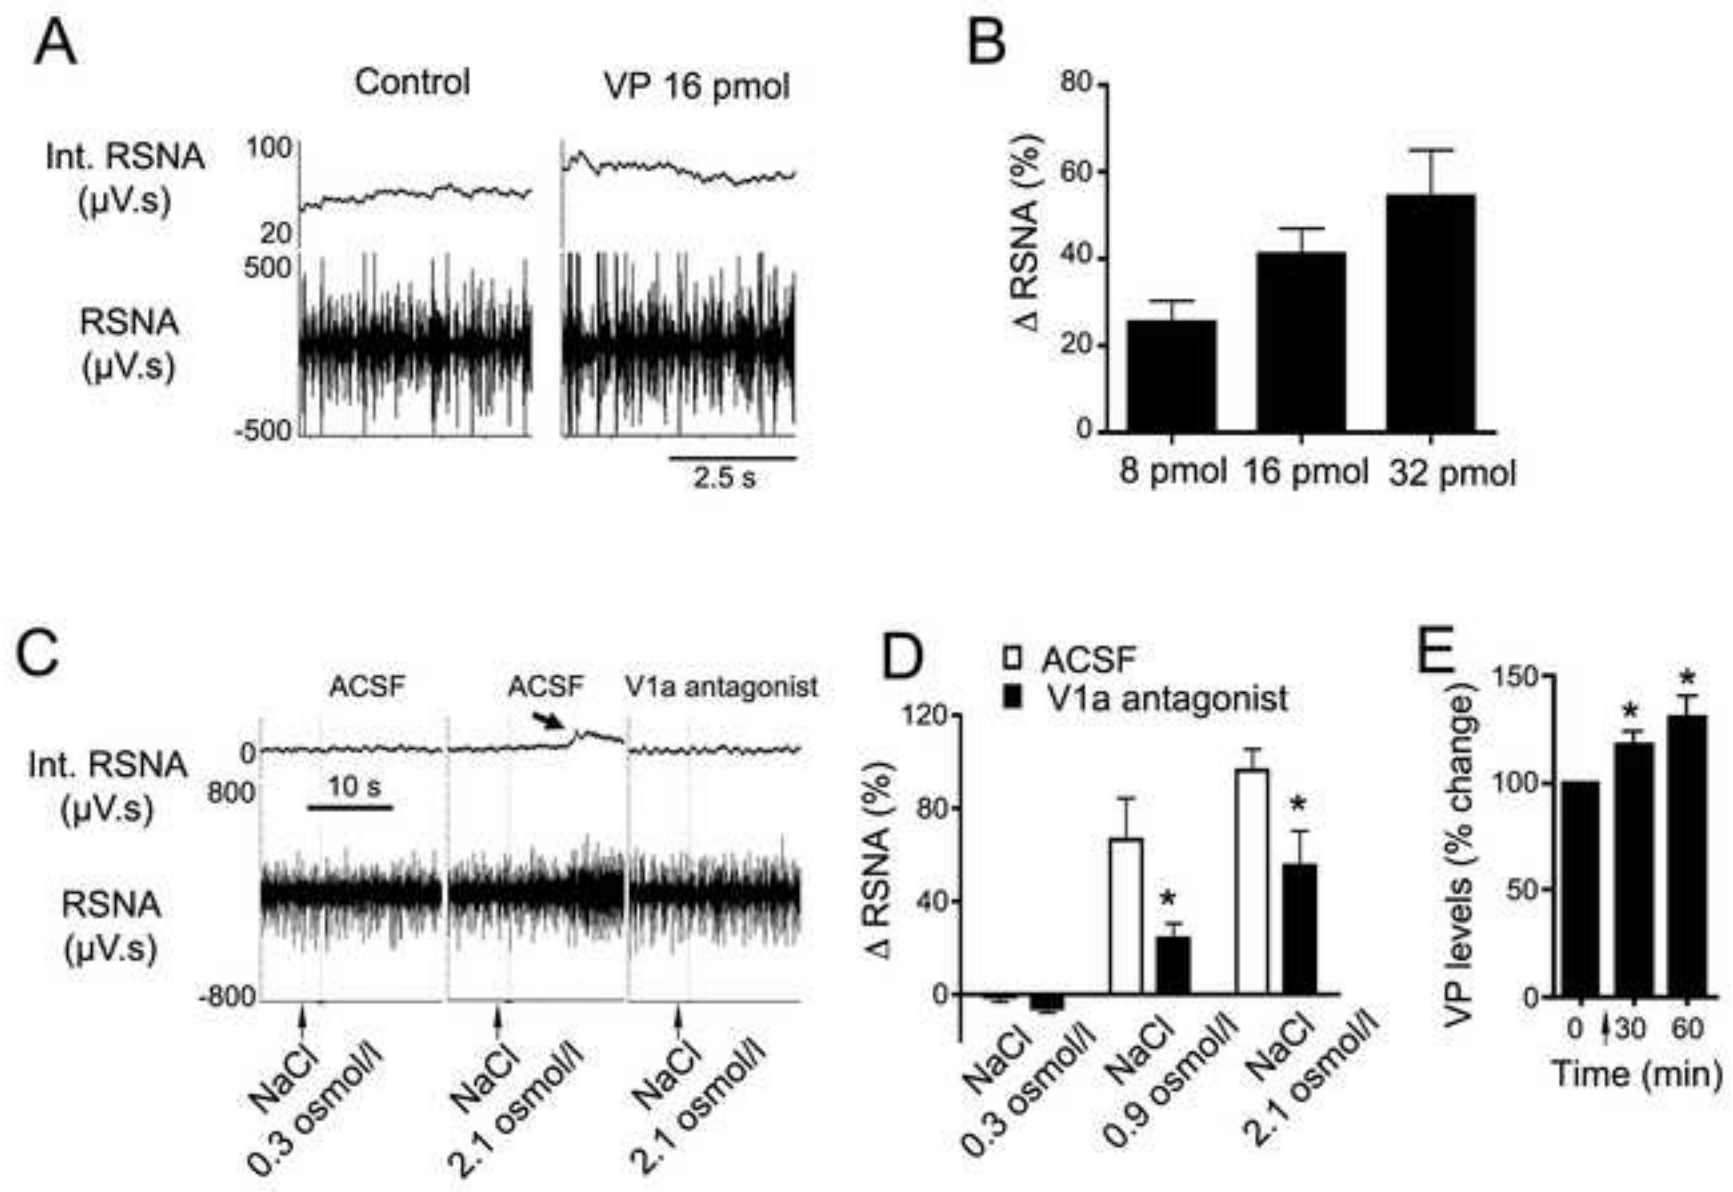 A
Control
VP 16 pmol
Int. RSNA
(µV.s)
100
20
RSNA
(µV.s)
500
-500
2.5 s
B
Δ RSNA (%)
80
60
40
20
0
8 pmol
16 pmol
32 pmol
C
ACSF
ACSF
V1a antagonist
Int. RSNA
(µV.s)
0
10 s
RSNA
(µV.s)
800
-800
NaCl
0.3 osmol/l
NaCl
2.1 osmol/l
NaCl
2.1 osmol/l
D
ACSF
V1a antagonist
Δ RSNA (%)
120
80
40
0
*
*
NaCl
0.3 osmol/l
NaCl
0.9 osmol/l
NaCl
2.1 osmol/l
E
VP levels (% change)
150
100
50
0
*
*
0
30
60
Time (min)